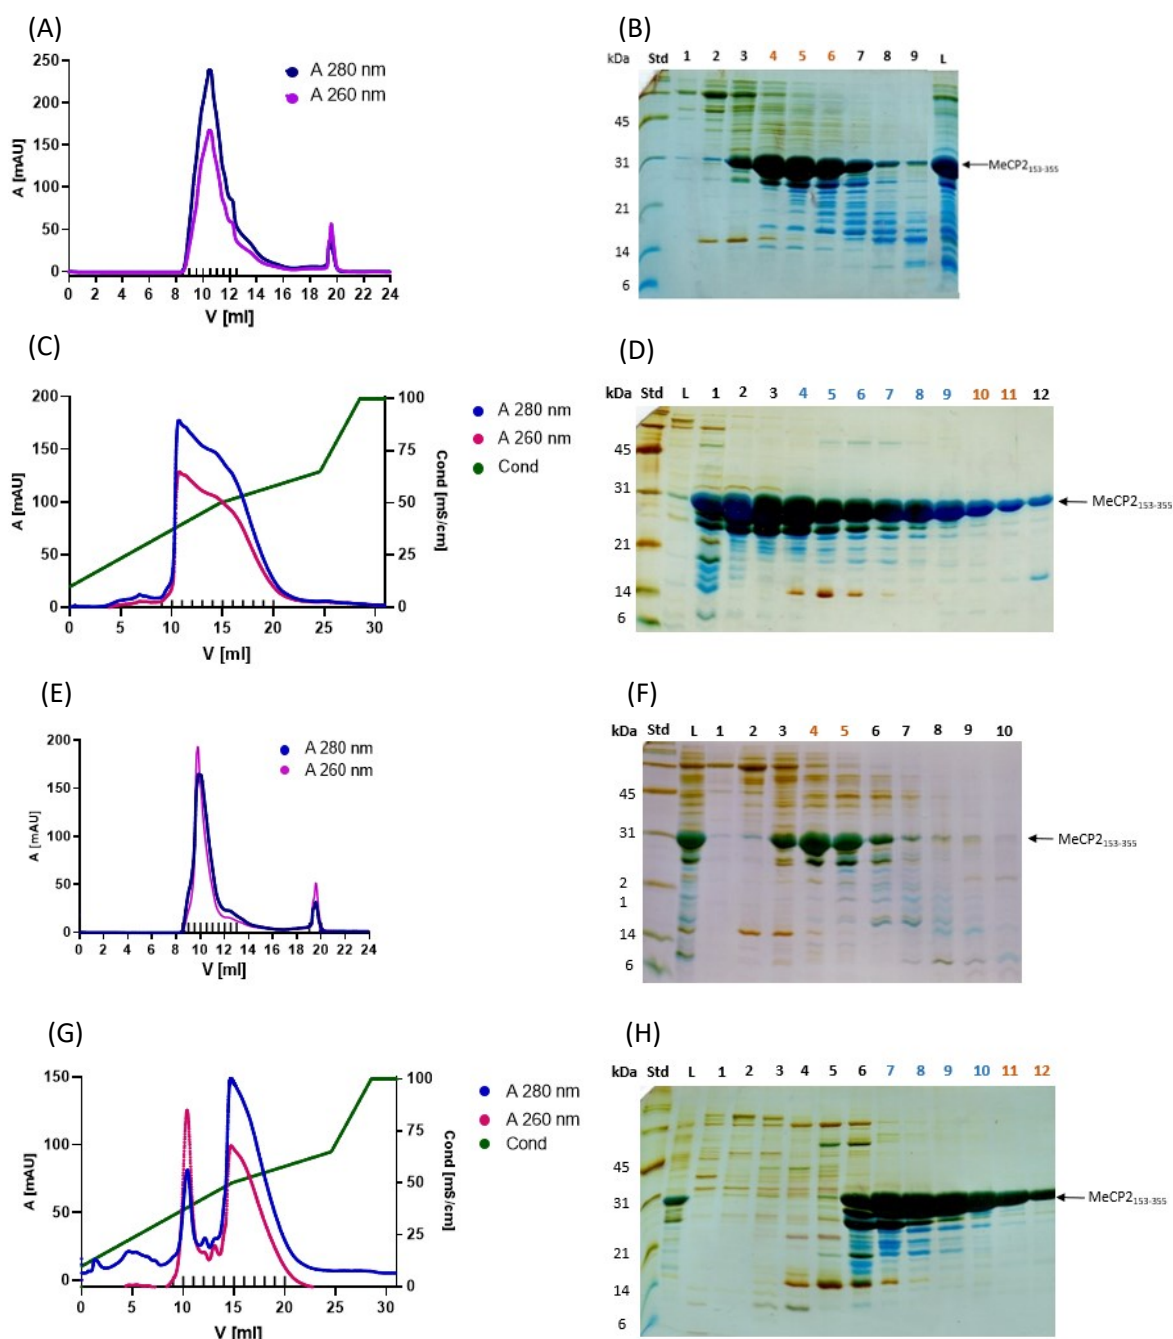 (A)
A [mAU]
250
200
150
100
50
0
0 2 4 6 8 10 12 14 16 18 20 22 24
V [ml]
A 280 nm
A 260 nm
(B)
kDa Std 1 2 3 4 5 6 7 8 9 L
45
31
21
14
6
MeCP2153-355
(C)
A [mAU]
200
150
100
50
0
0 5 10 15 20 25 30
V [ml]
100
75
50
25
0
Cond [mS/cm]
A 280 nm
A 260 nm
Cond
(D)
kDa Std L 1 2 3 4 5 6 7 8 9 10 11 12
45
31
21
14
6
MeCP2153-355
(E)
A [mAU]
200
150
100
50
0
0 2 4 6 8 10 12 14 16 18 20 22 24
V [ml]
A 280 nm
A 260 nm
(F)
kDa Std L 1 2 3 4 5 6 7 8 9 10
45
31
2
1
14
6
MeCP2153-355
(G)
A [mAU]
150
100
50
0
0 5 10 15 20 25 30
V [ml]
100
75
50
25
0
Cond [mS/cm]
A 280 nm
A 260 nm
Cond
(H)
kDa Std L 1 2 3 4 5 6 7 8 9 10 11 12
45
31
21
14
6
MeCP2153-355